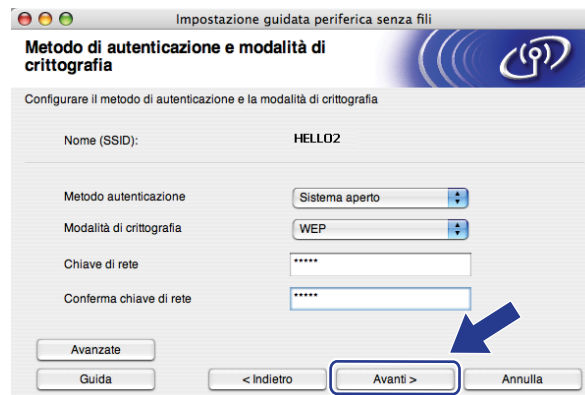 Impostazione guidata periferica senza fili
Metodo di autenticazione e modalità di
crittografia
Configurare il metodo di autenticazione e la modalità di crittografia
Nome (SSID): HELLO2
Metodo autenticazione Sistema aperto
Modalità di crittografia WEP
Chiave di rete *****
Conferma chiave di rete *****
Avanzate
Guida < Indietro Avanti > Annulla